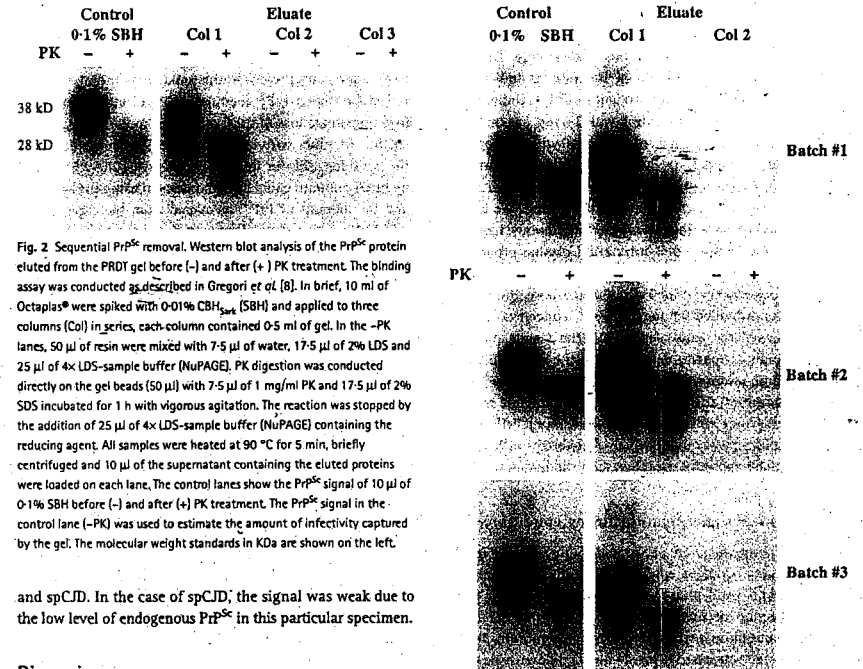 Control Eluate
0·1% SBH Col 1 Col 2 Col 3
PK − + − + − + − +
38 kD
28 kD
Fig. 2 Sequential PrP^Sc removal. Western blot analysis of the PrP^Sc protein
eluted from the PRDT gel before (-) and after (+ ) PK treatment. The binding
assay was conducted as described in Gregori et al. [8]. In brief, 10 ml of
Octaplas® were spiked with 0·01% CBH_Sark (SBH) and applied to three
columns (Col) in series, each column contained 0·5 ml of gel. In the -PK
lanes, 50 μl of resin were mixed with 7·5 μl of water, 17·5 μl of 2% LDS and
25 μl of 4x LDS-sample buffer (NuPAGE). PK digestion was conducted
directly on the gel beads (50 μl) with 7·5 μl of 1 mg/ml PK and 17·5 μl of 2%
SDS incubated for 1 h with vigorous agitation. The reaction was stopped by
the addition of 25 μl of 4x LDS-sample buffer (NuPAGE) containing the
reducing agent. All samples were heated at 90 °C for 5 min, briefly
centrifuged and 10 μl of the supernatant containing the eluted proteins
were loaded on each lane. The control lanes show the PrP^Sc signal of 10 μl of
0·1% SBH before (-) and after (+) PK treatment. The PrP^Sc signal in the
control lane (-PK) was used to estimate the amount of infectivity captured
by the gel. The molecular weight standards in KDa are shown on the left.
and spCJD. In the case of spCJD, the signal was weak due to
the low level of endogenous PrP^Sc in this particular specimen.
Control Eluate
0·1% SBH Col 1 Col 2
Batch #1
PK − + − + − +
Batch #2
Batch #3